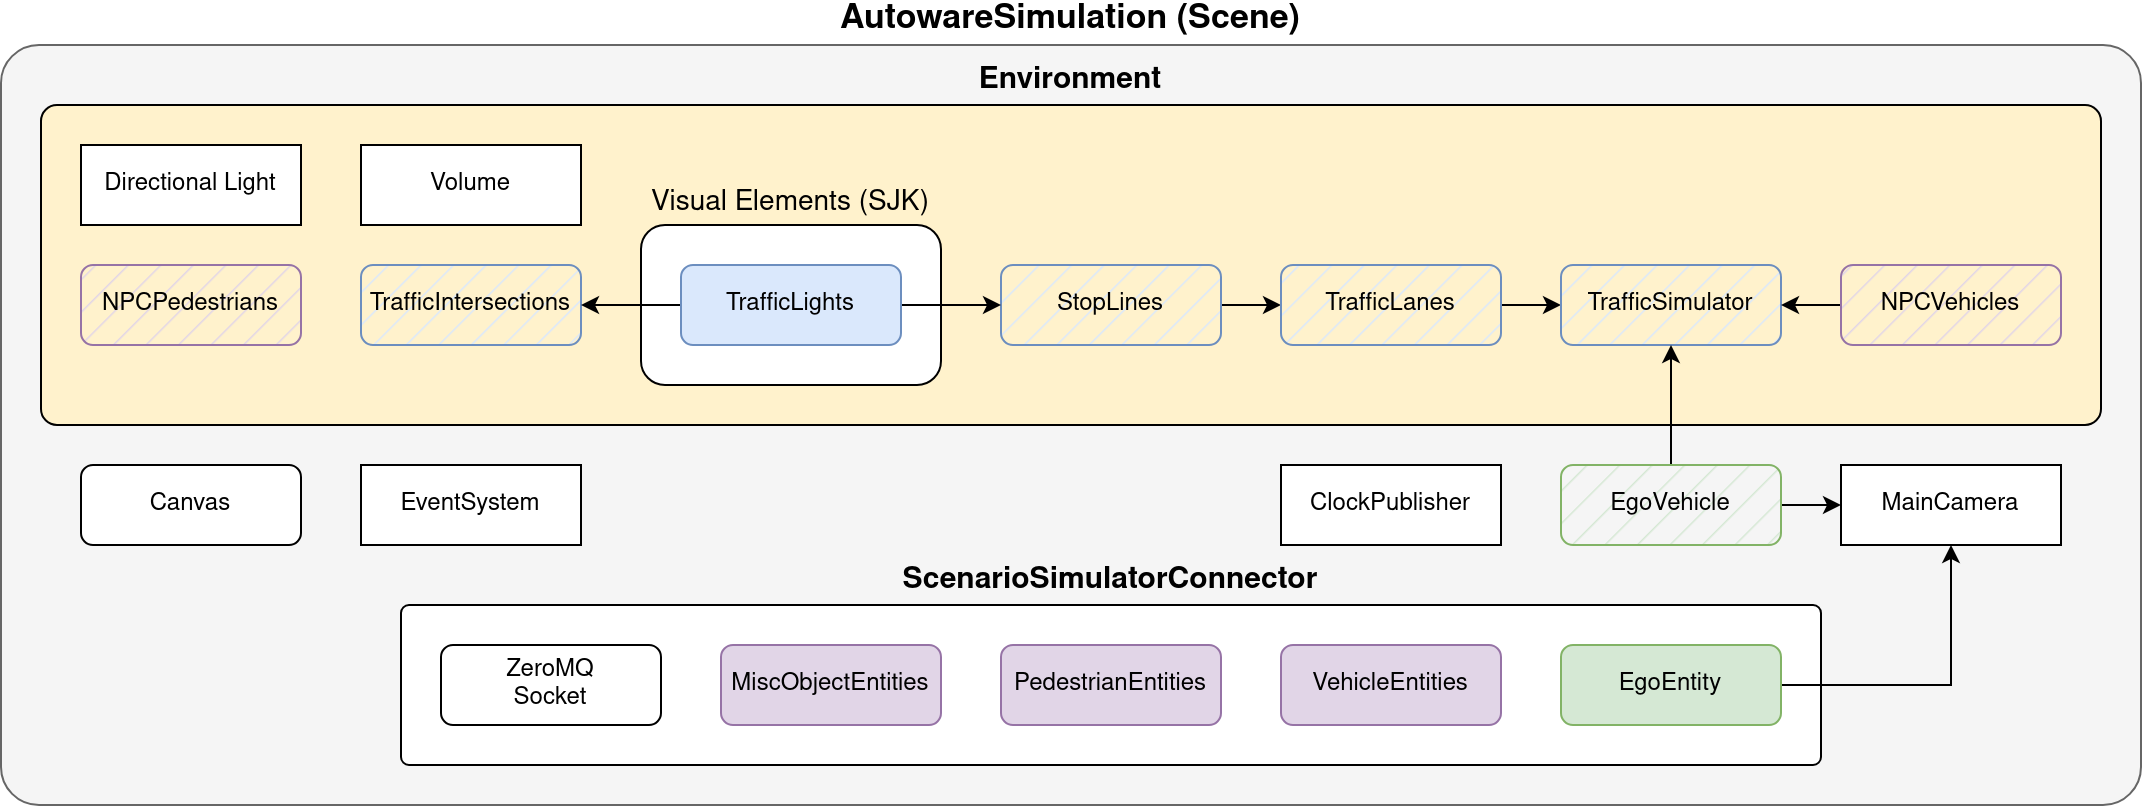 AutowareSimulation (Scene)
Environment
Directional Light
Volume
Visual Elements (SJK)
NPCPedestrians
TrafficIntersections
TrafficLights
StopLines
TrafficLanes
TrafficSimulator
NPCVehicles
Canvas
EventSystem
ClockPublisher
EgoVehicle
MainCamera
ScenarioSimulatorConnector
ZeroMQ
Socket
MiscObjectEntities
PedestrianEntities
VehicleEntities
EgoEntity